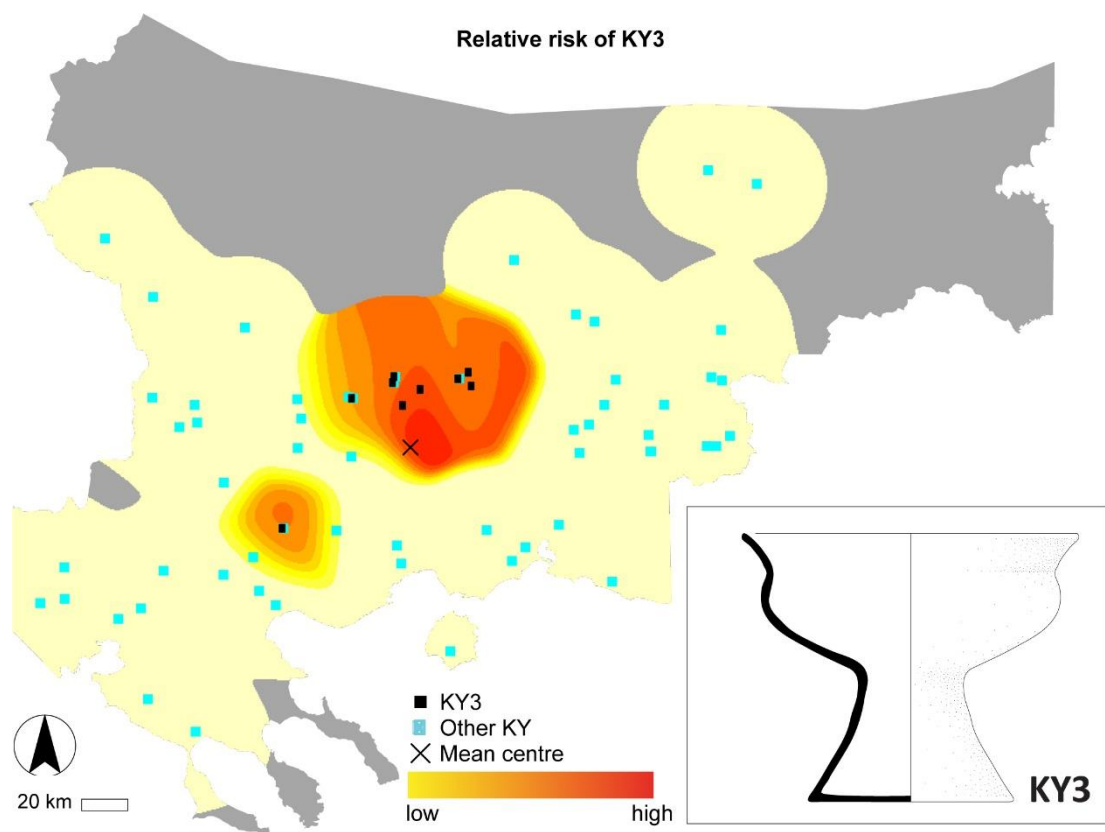 Relative risk of KY3
KY3
Other KY
Mean centre
low high
20 km
KY3